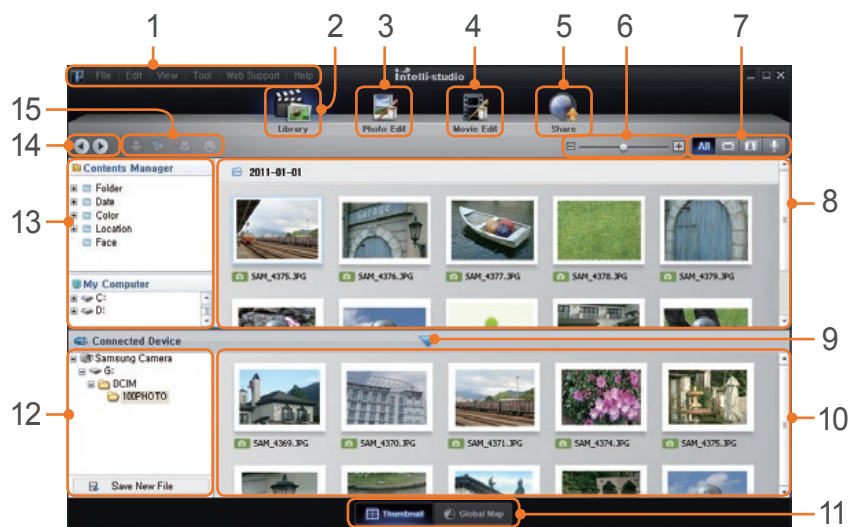 1 2 3 4 5 6 7
File Edit View Tool Web Support Help
intelli-studio
Library Photo Edit Movie Edit Share
15
14
All
Contents Manager
2011-01-01
Folder
Date
Color
Location
Face
13
8
SAM_4375.JPG SAM_4376.JPG SAM_4377.JPG SAM_4378.JPG SAM_4379.JPG
My Computer
C:
D:
Connected Device
9
Samsung Camera
G:
DCIM
100PHOTO
12
10
SAM_4369.JPG SAM_4370.JPG SAM_4371.JPG SAM_4374.JPG SAM_4375.JPG
Save New File
Thumbnail Global Map
11